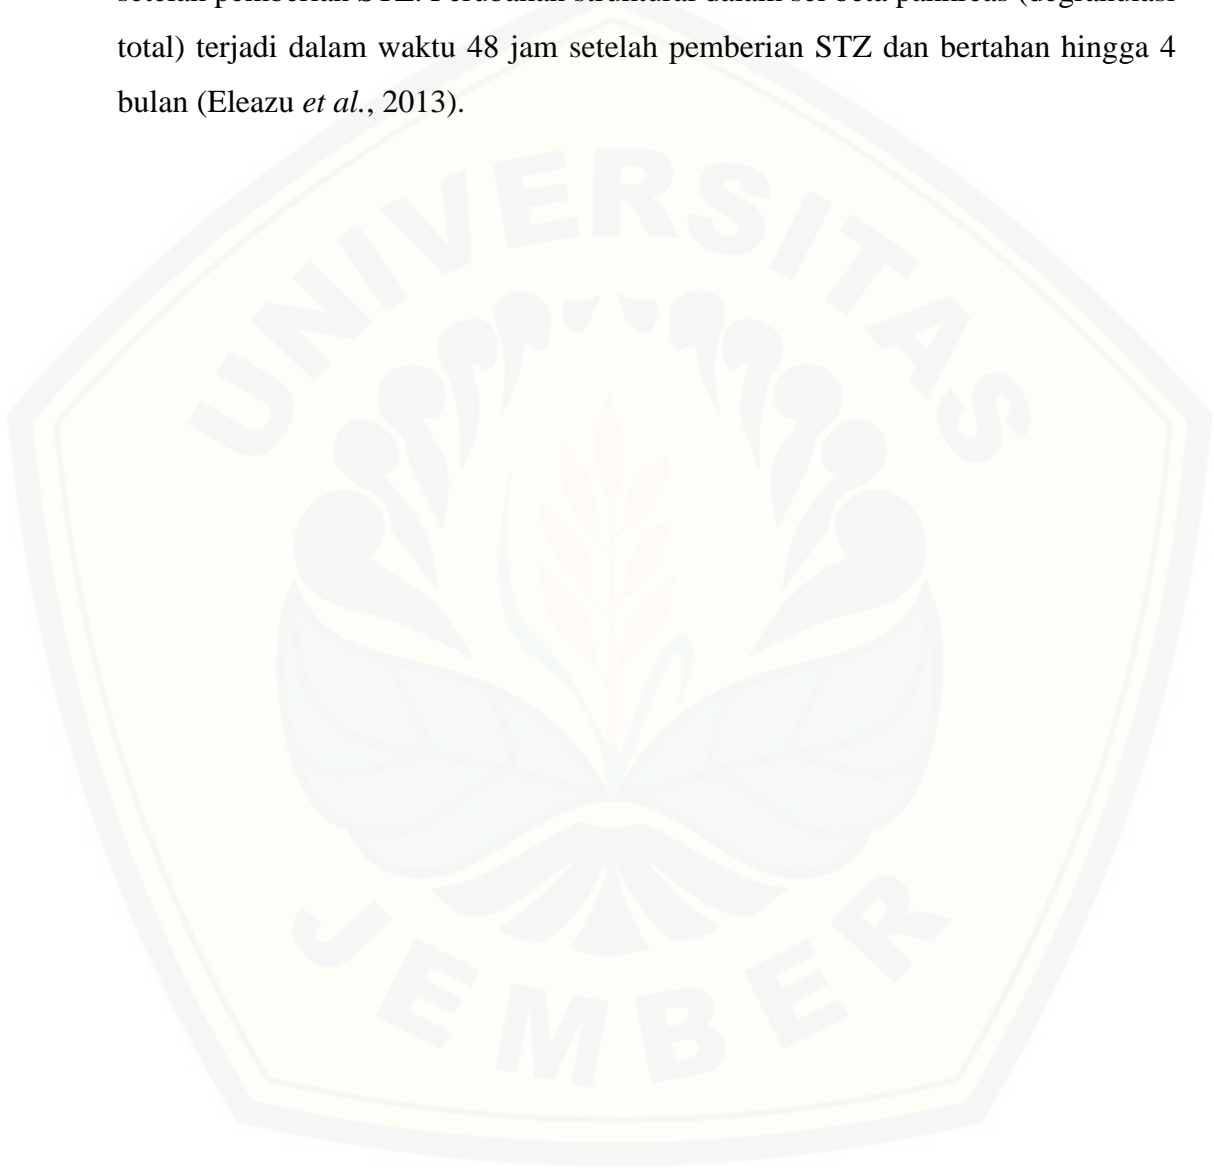 setelah pemberian STZ. Perubahan struktural dalam sel beta pankreas (degranulasi
total) terjadi dalam waktu 48 jam setelah pemberian STZ dan bertahan hingga 4
bulan (Eleazu et al., 2013).
UNIVERSITAS
JEMBER